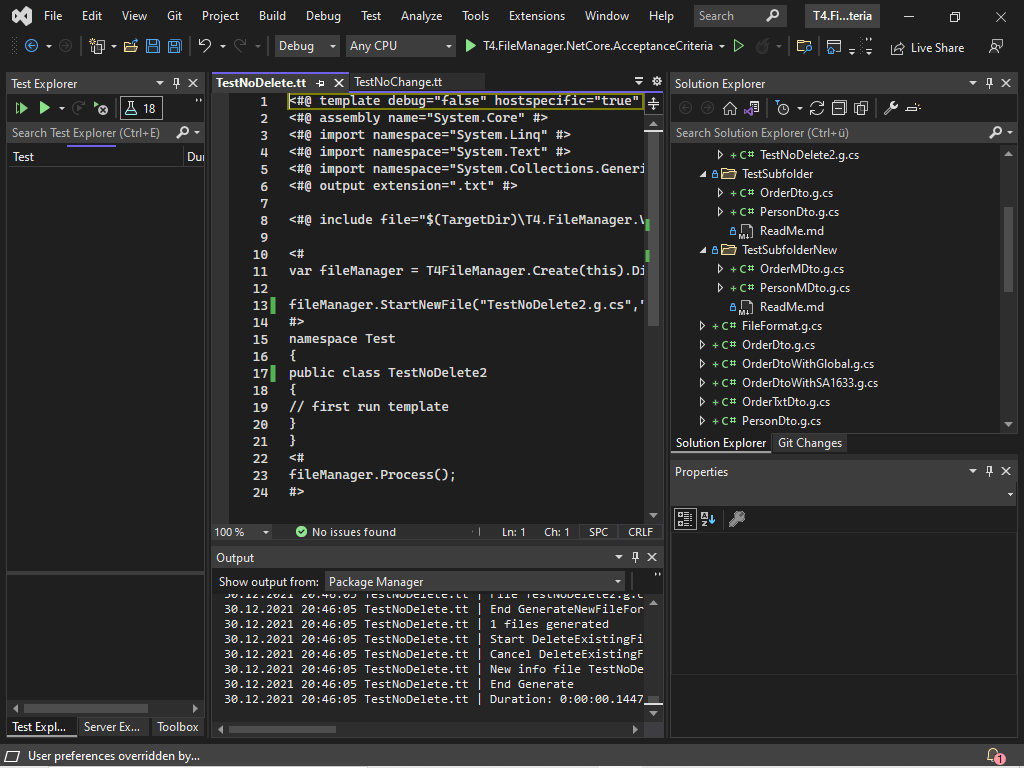 File Edit View Git Project Build Debug Test Analyze Tools Extensions Window Help Search T4.Fi...teria
Debug Any CPU T4.FileManager.NetCore.AcceptanceCriteria Live Share
Test Explorer
18
Search Test Explorer (Ctrl+E)
Test Dur
TestNoDelete.tt TestNoChange.tt
1 <#@ template debug="false" hostspecific="true"
2 <#@ assembly name="System.Core" #>
3 <#@ import namespace="System.Linq" #>
4 <#@ import namespace="System.Text" #>
5 <#@ import namespace="System.Collections.Generi
6 <#@ output extension=".txt" #>
7
8 <#@ include file="$(TargetDir)\T4.FileManager.V
9
10 <#
11 var fileManager = T4FileManager.Create(this).Di
12
13 fileManager.StartNewFile("TestNoDelete2.g.cs","
14 #>
15 namespace Test
16 {
17 public class TestNoDelete2
18 {
19 // first run template
20 }
21 }
22 <#
23 fileManager.Process();
24 #>
100 % No issues found Ln: 1 Ch: 1 SPC CRLF
Output
Show output from: Package Manager
30.12.2021 20:46:05 TestNoDelete.tt | File TestNoDelete2.g.c
30.12.2021 20:46:05 TestNoDelete.tt | End GenerateNewFileFor
30.12.2021 20:46:05 TestNoDelete.tt | 1 files generated
30.12.2021 20:46:05 TestNoDelete.tt | Start DeleteExistingFi
30.12.2021 20:46:05 TestNoDelete.tt | Cancel DeleteExistingF
30.12.2021 20:46:05 TestNoDelete.tt | New info file TestNoDe
30.12.2021 20:46:05 TestNoDelete.tt | End Generate
30.12.2021 20:46:05 TestNoDelete.tt | Duration: 0:00:00.1447
Solution Explorer
Search Solution Explorer (Ctrl+ü)
+ C# TestNoDelete2.g.cs
TestSubfolder
+ C# OrderDto.g.cs
+ C# PersonDto.g.cs
M↓ ReadMe.md
TestSubfolderNew
+ C# OrderMDto.g.cs
+ C# PersonMDto.g.cs
M↓ ReadMe.md
+ C# FileFormat.g.cs
+ C# OrderDto.g.cs
+ C# OrderDtoWithGlobal.g.cs
+ C# OrderDtoWithSA1633.g.cs
+ C# OrderTxtDto.g.cs
+ C# PersonDto.g.cs
Solution Explorer Git Changes
Properties
Test Expl... Server Ex... Toolbox
User preferences overridden by... 1